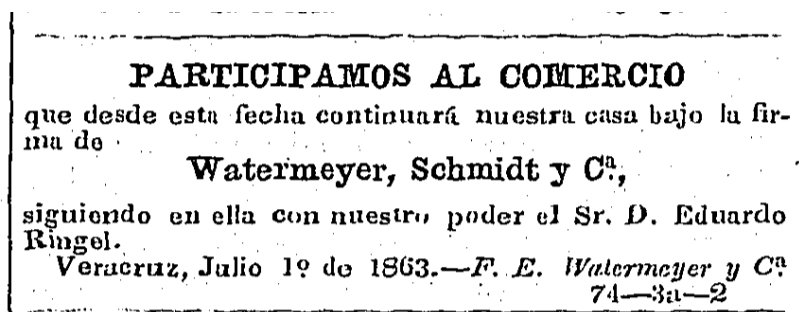 PARTICIPAMOS AL COMERCIO
que desde esta fecha continuará nuestra casa bajo la fir-
ma de
Watermeyer, Schmidt y Cª.,
siguiendo en ella con nuestro poder el Sr. D. Eduardo
Ringel.
Veracruz, Julio 1º de 1863.—F. E. Watermeyer y Cª.
74—3a—2